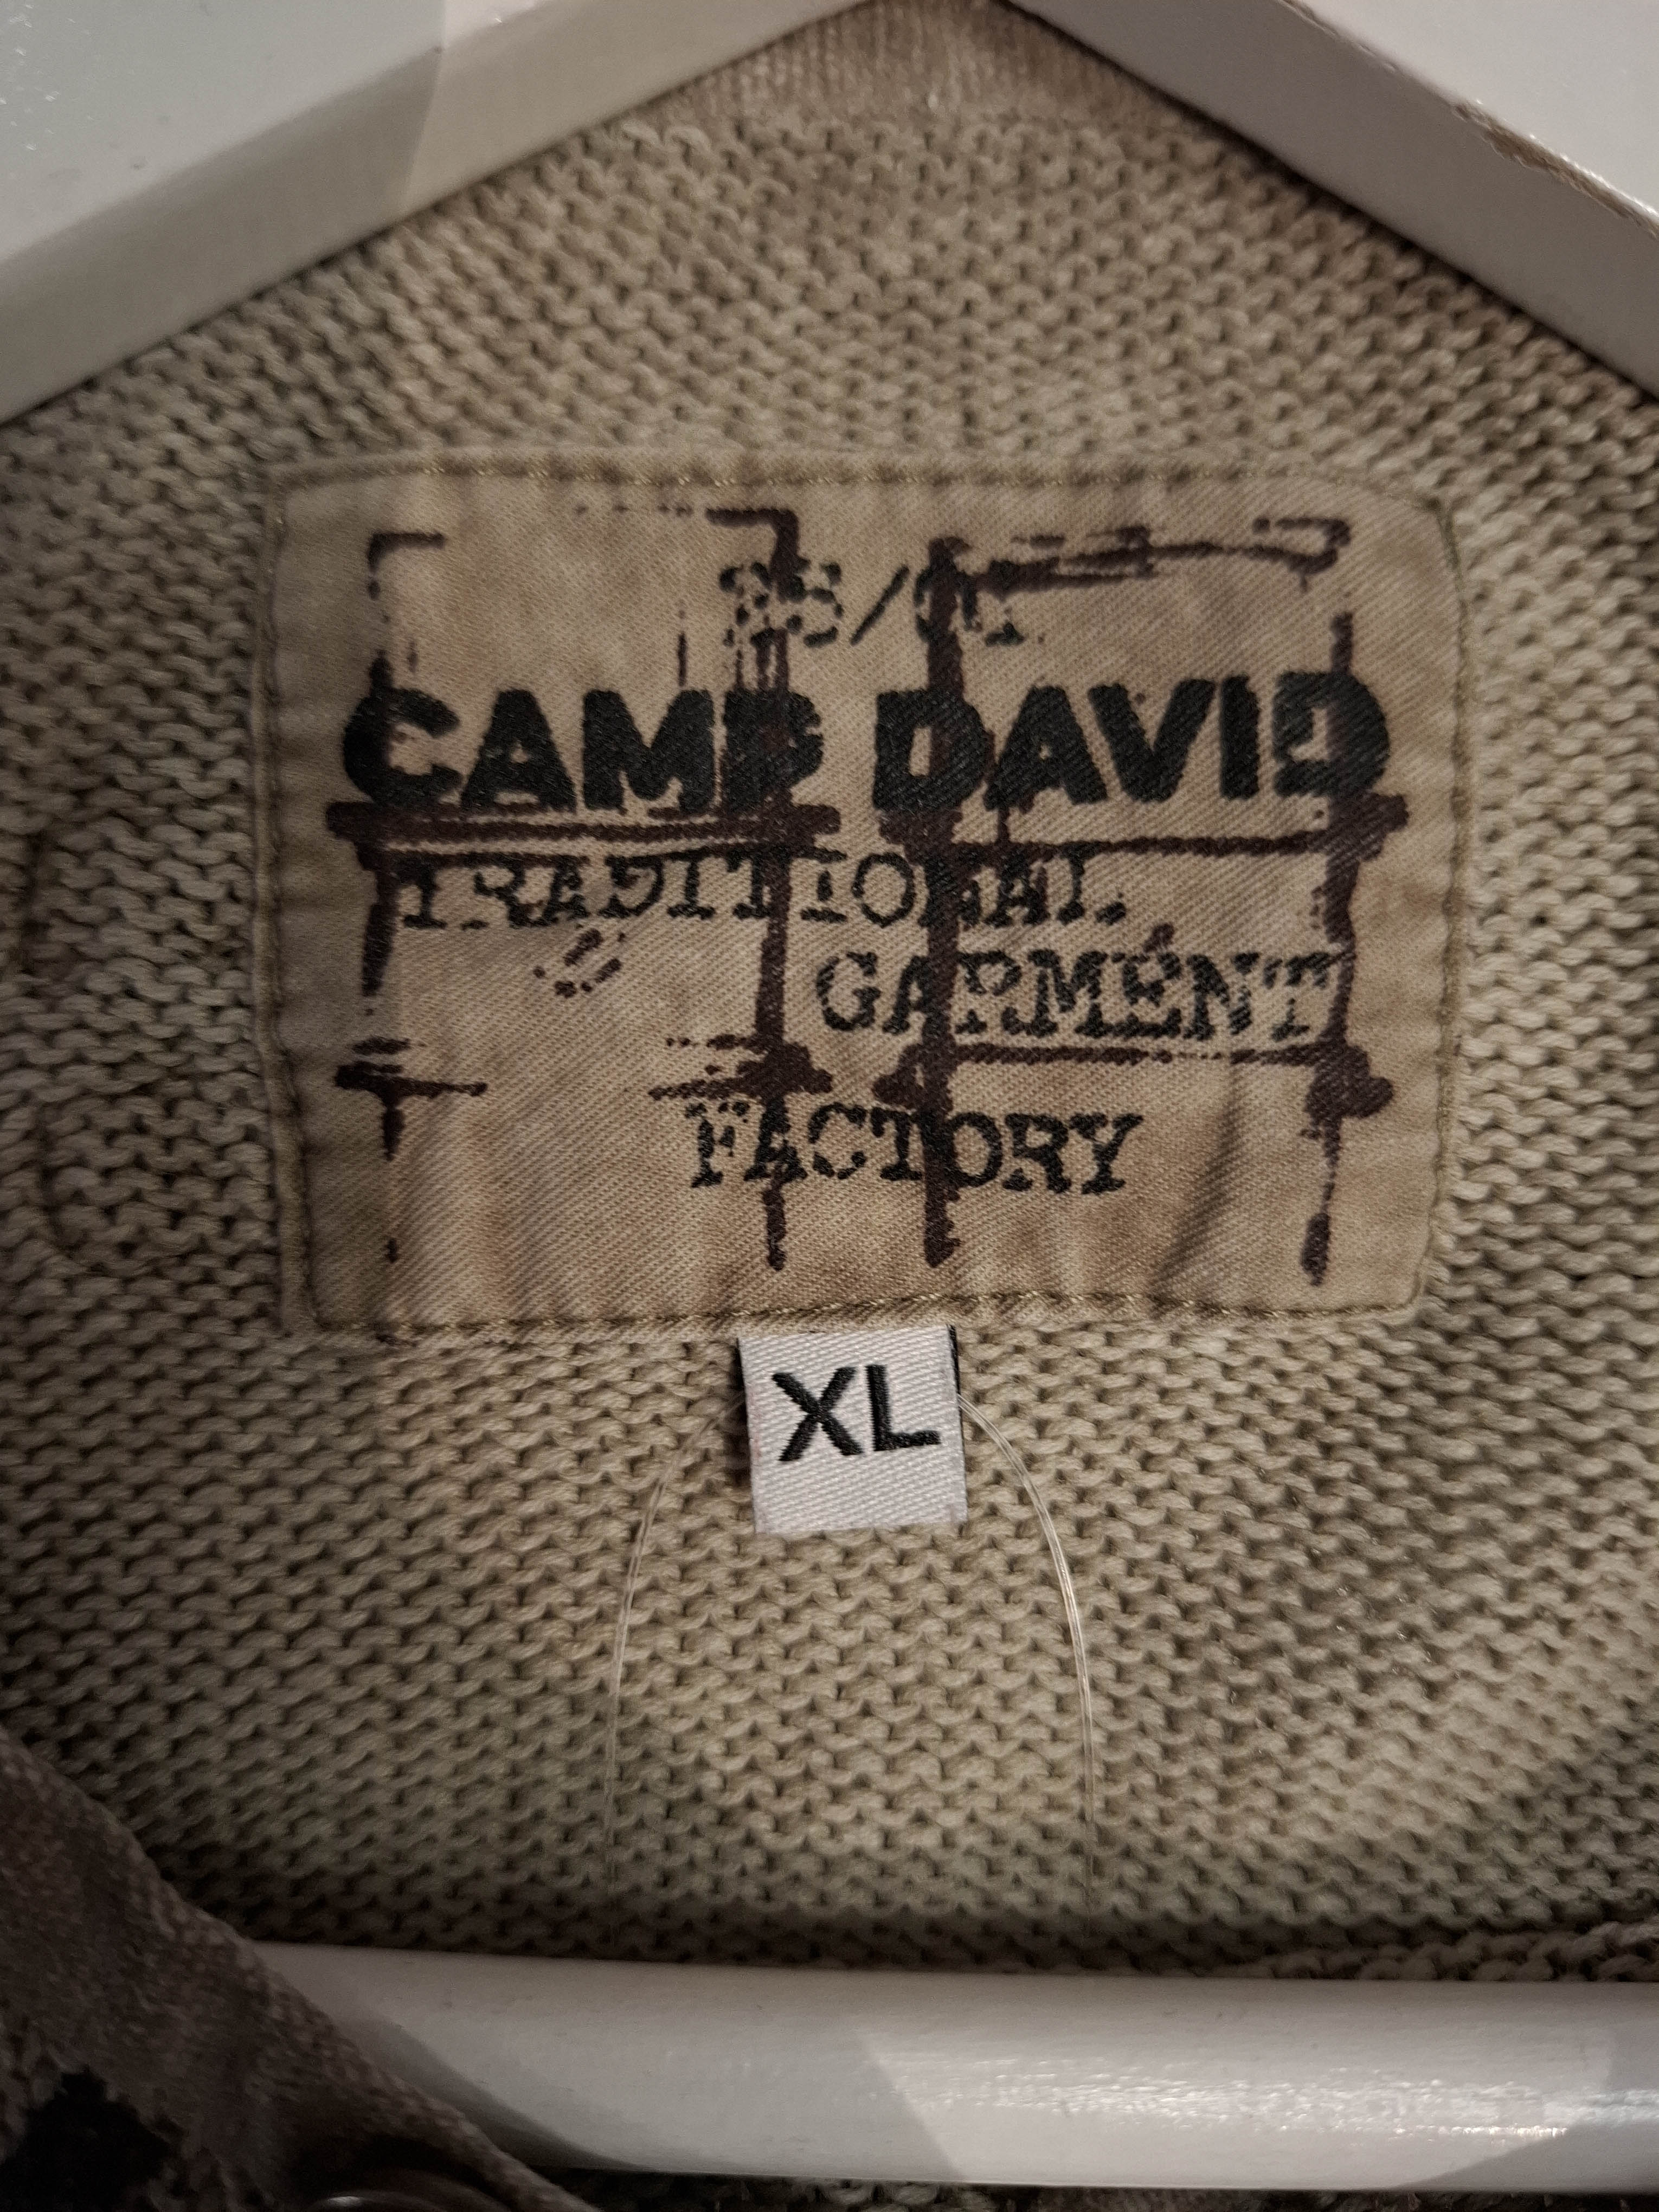 CAMP DAVID
TRADITIONAL
GARMENT
FACTORY
XL